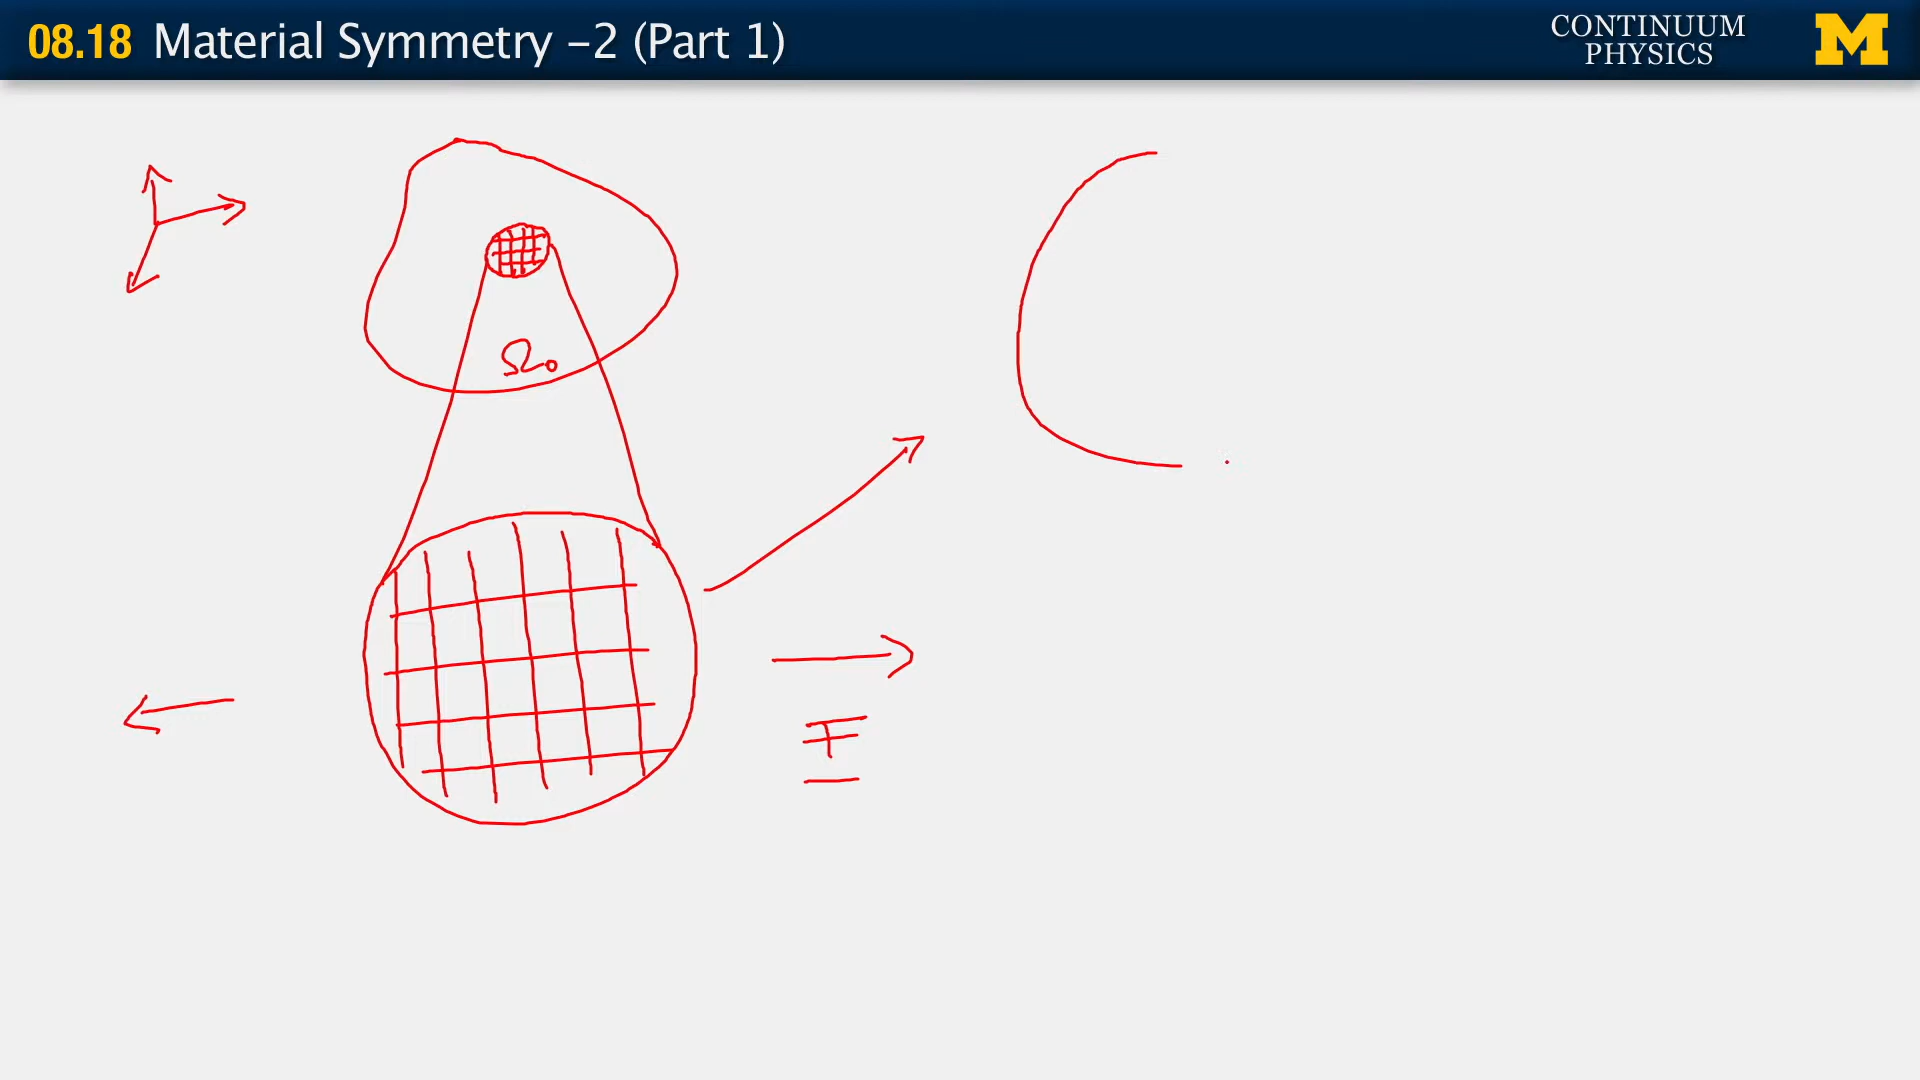 08.18 Material Symmetry -2 (Part 1)
CONTINUUM
PHYSICS
M
Ω₀
F